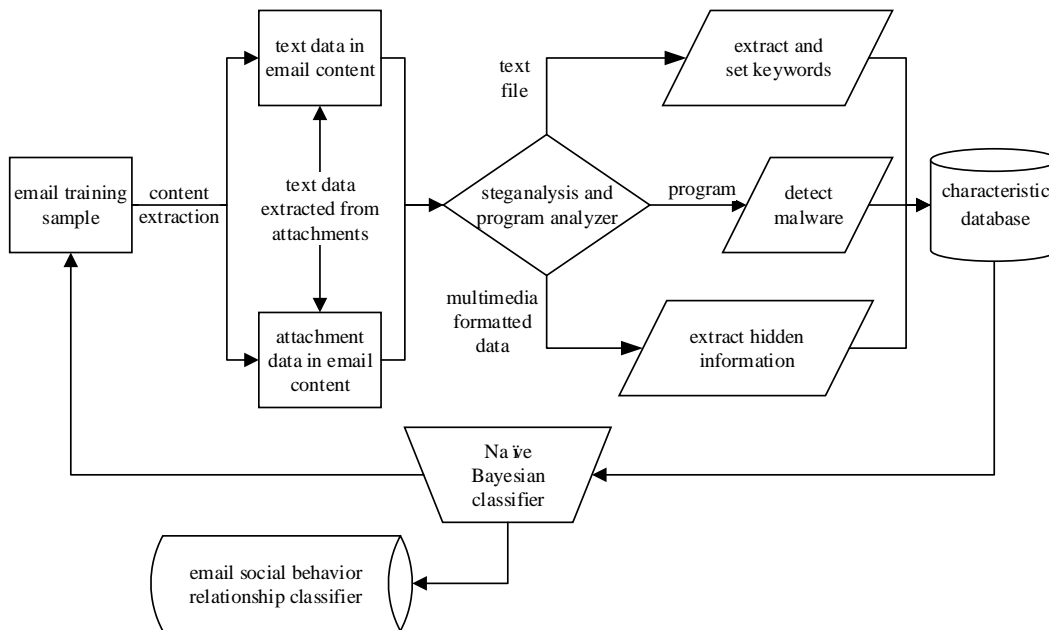 text data in
email content
text
file
extract and
set keywords
email training
sample
content
extraction
text data
extracted from
attachments
steganalysis and
program analyzer
program
detect
malware
characteristic
database
multimedia
formatted
data
attachment
data in email
content
extract hidden
information
Naïve
Bayesian
classifier
email social behavior
relationship classifier